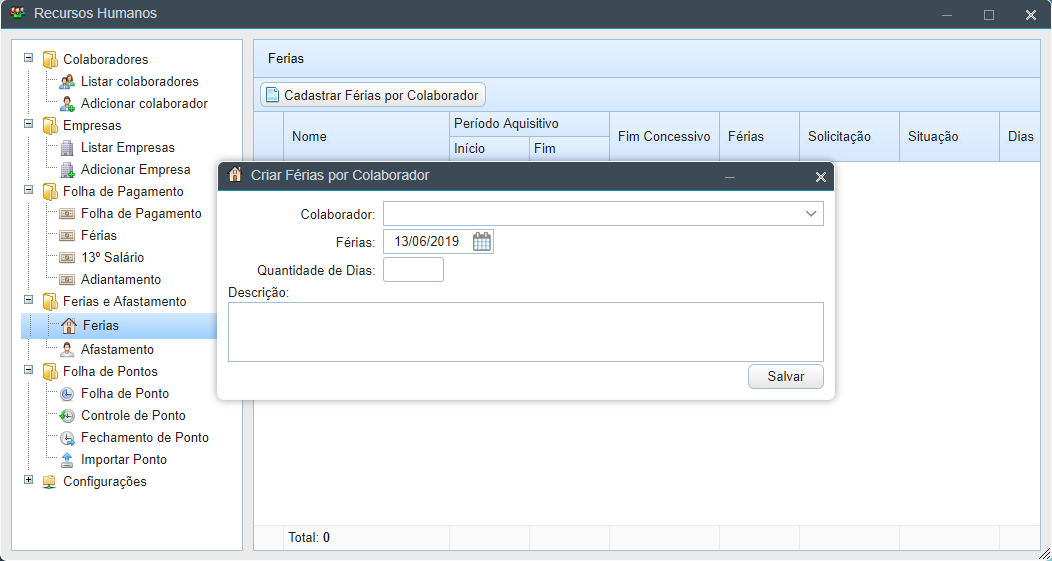 Recursos Humanos
Colaboradores
Listar colaboradores
Adicionar colaborador
Empresas
Listar Empresas
Adicionar Empresa
Folha de Pagamento
Folha de Pagamento
Férias
13º Salário
Adiantamento
Ferias e Afastamento
Ferias
Afastamento
Folha de Pontos
Folha de Ponto
Controle de Ponto
Fechamento de Ponto
Importar Ponto
Configurações
Ferias
Cadastrar Férias por Colaborador
Nome
Período Aquisitivo
Início
Fim
Fim Concessivo
Férias
Solicitação
Situação
Dias
Criar Férias por Colaborador
Colaborador:
Férias: 13/06/2019
Quantidade de Dias:
Descrição:
Salvar
Total: 0